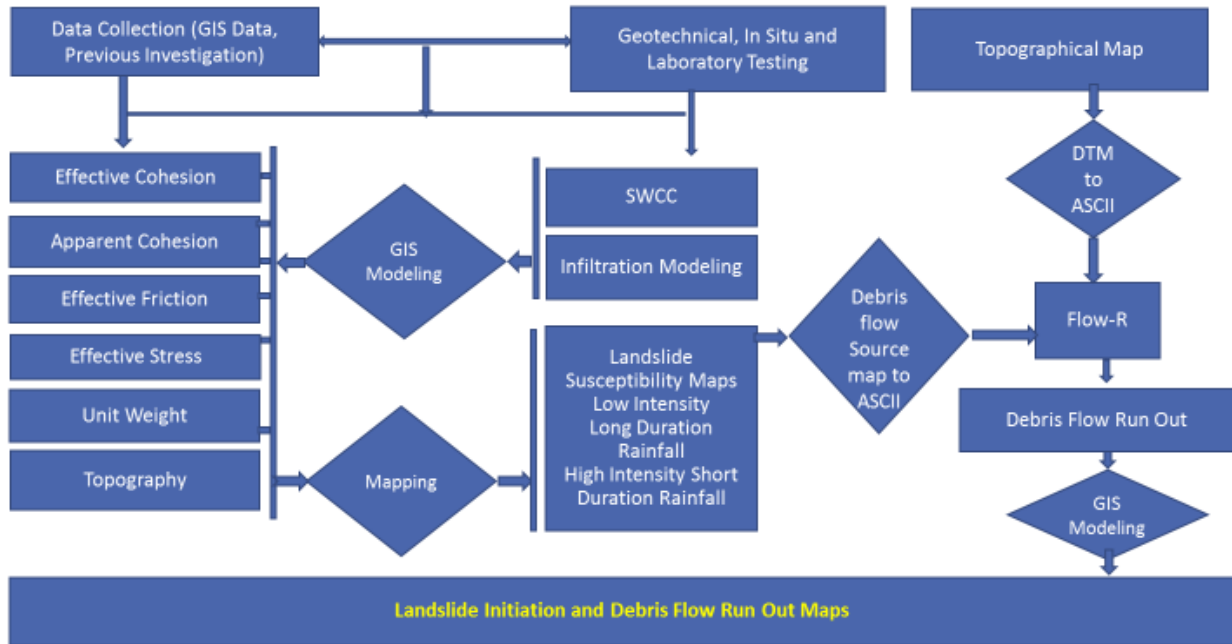 Data Collection (GIS Data,
Previous Investigation)
Geotechnical, In Situ and
Laboratory Testing
Topographical Map
DTM
to
ASCII
Effective Cohesion
Apparent Cohesion
Effective Friction
Effective Stress
Unit Weight
Topography
GIS
Modeling
SWCC
Infiltration Modeling
Mapping
Landslide
Susceptibility Maps
Low Intensity
Long Duration
Rainfall
High Intensity Short
Duration Rainfall
Debris
flow
Source
map to
ASCII
Flow-R
Debris Flow Run Out
GIS
Modeling
Landslide Initiation and Debris Flow Run Out Maps